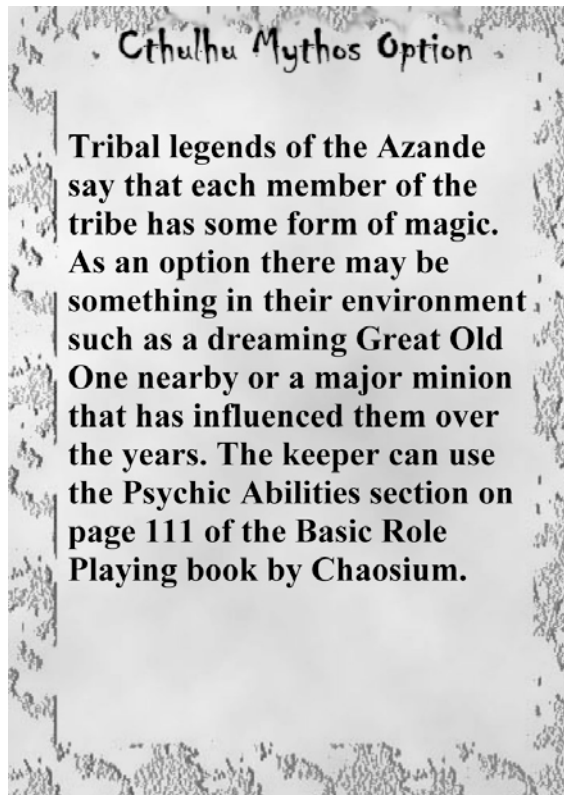 Cthulhu Mythos Option
Tribal legends of the Azande
say that each member of the
tribe has some form of magic.
As an option there may be
something in their environment
such as a dreaming Great Old
One nearby or a major minion
that has influenced them over
the years. The keeper can use
the Psychic Abilities section on
page 111 of the Basic Role
Playing book by Chaosium.